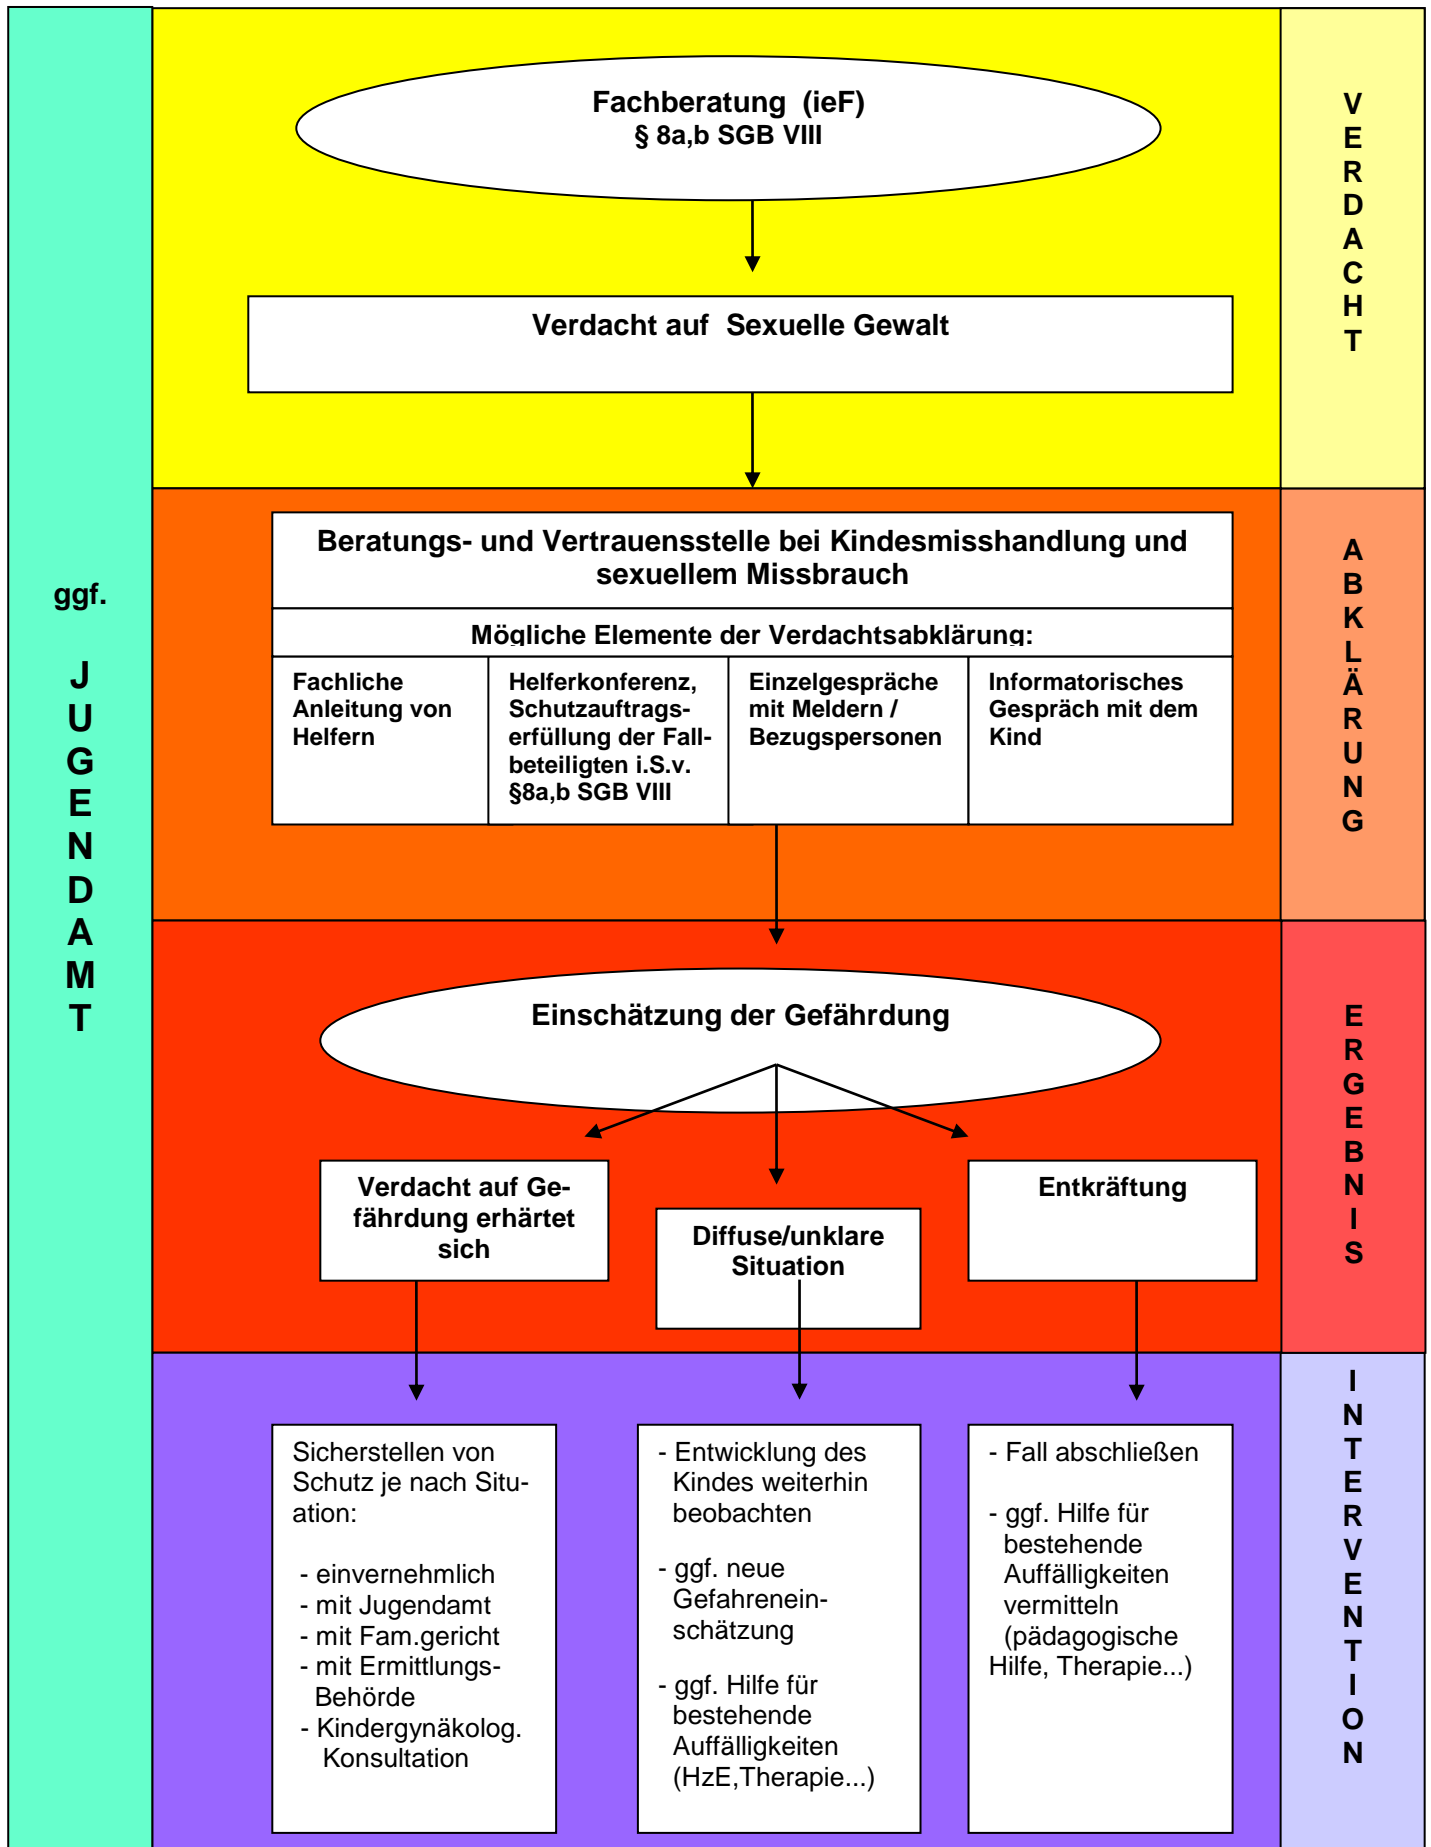 ggf.
JUGENDAMT
Fachberatung (ieF)
§ 8a,b SGB VIII
Verdacht auf Sexuelle Gewalt
VERDACHT
Beratungs- und Vertrauensstelle bei Kindesmisshandlung und
sexuellem Missbrauch
Mögliche Elemente der Verdachtsabklärung:
Fachliche
Anleitung von
Helfern
Helferkonferenz,
Schutzauftrags-
erfüllung der Fall-
beteiligten i.S.v.
§8a,b SGB VIII
Einzelgespräche
mit Meldern /
Bezugspersonen
Informatorisches
Gespräch mit dem
Kind
ABKLÄRUNG
Einschätzung der Gefährdung
Verdacht auf Ge-
fährdung erhärtet
sich
Diffuse/unklare
Situation
Entkräftung
ERGEBNIS
Sicherstellen von
Schutz je nach Situ-
ation:
- einvernehmlich
- mit Jugendamt
- mit Fam.gericht
- mit Ermittlungs-
Behörde
- Kindergynäkolog.
Konsultation
- Entwicklung des
Kindes weiterhin
beobachten
- ggf. neue
Gefahrenein-
schätzung
- ggf. Hilfe für
bestehende
Auffälligkeiten
(HzE,Therapie...)
- Fall abschließen
- ggf. Hilfe für
bestehende
Auffälligkeiten
vermitteln
(pädagogische
Hilfe, Therapie...)
INTERVENTION